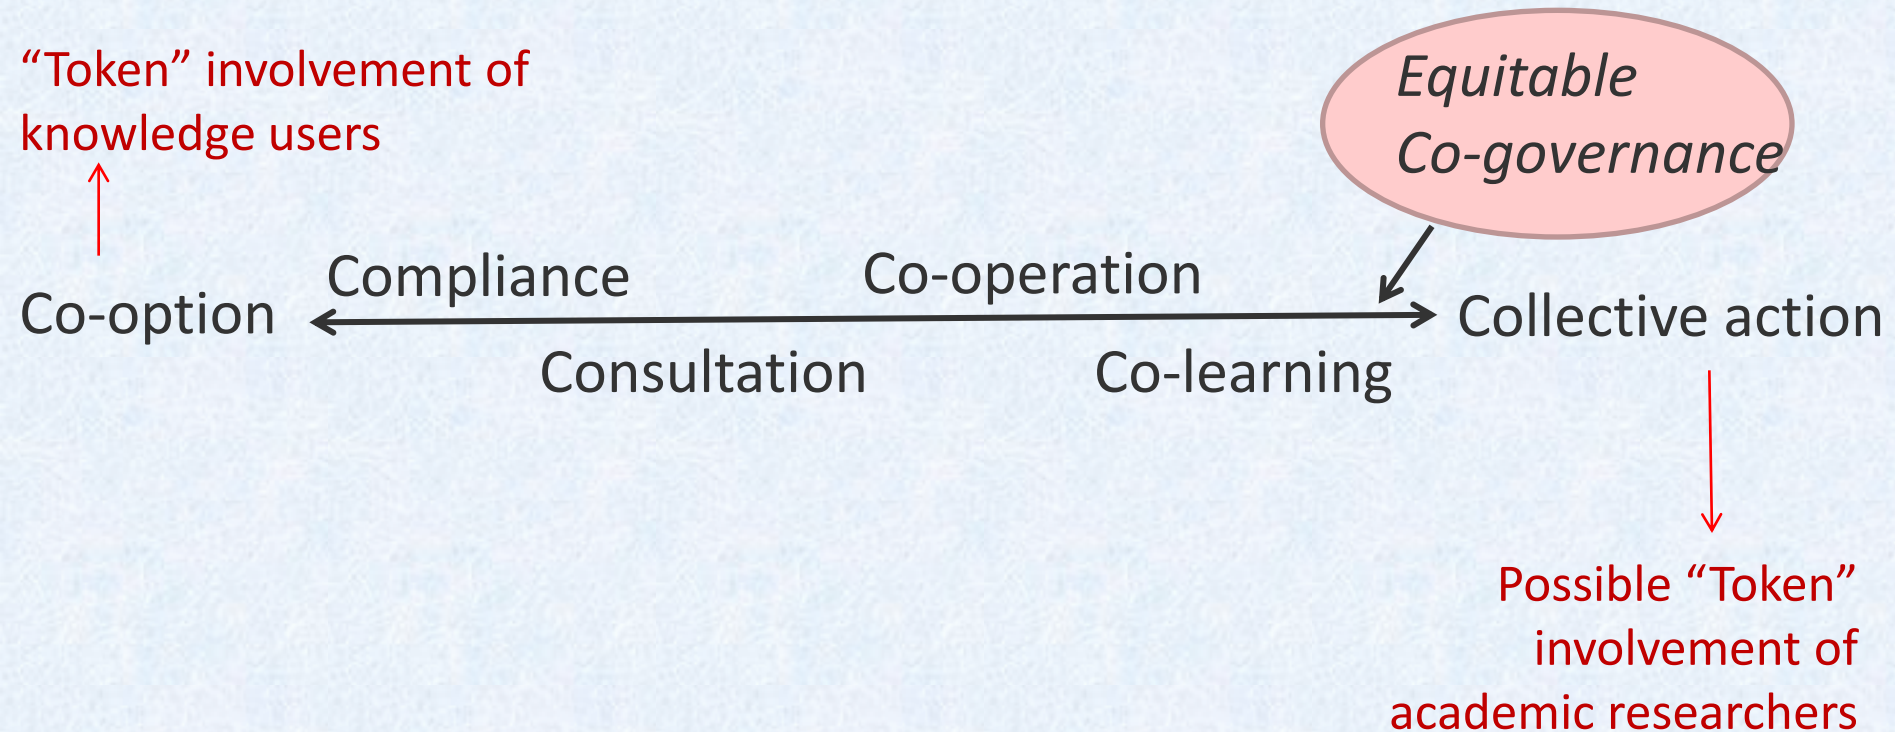 “Token” involvement of
knowledge users
Equitable
Co-governance
Compliance
Co-operation
Co-option
Collective action
Consultation
Co-learning
Possible “Token”
involvement of
academic researchers